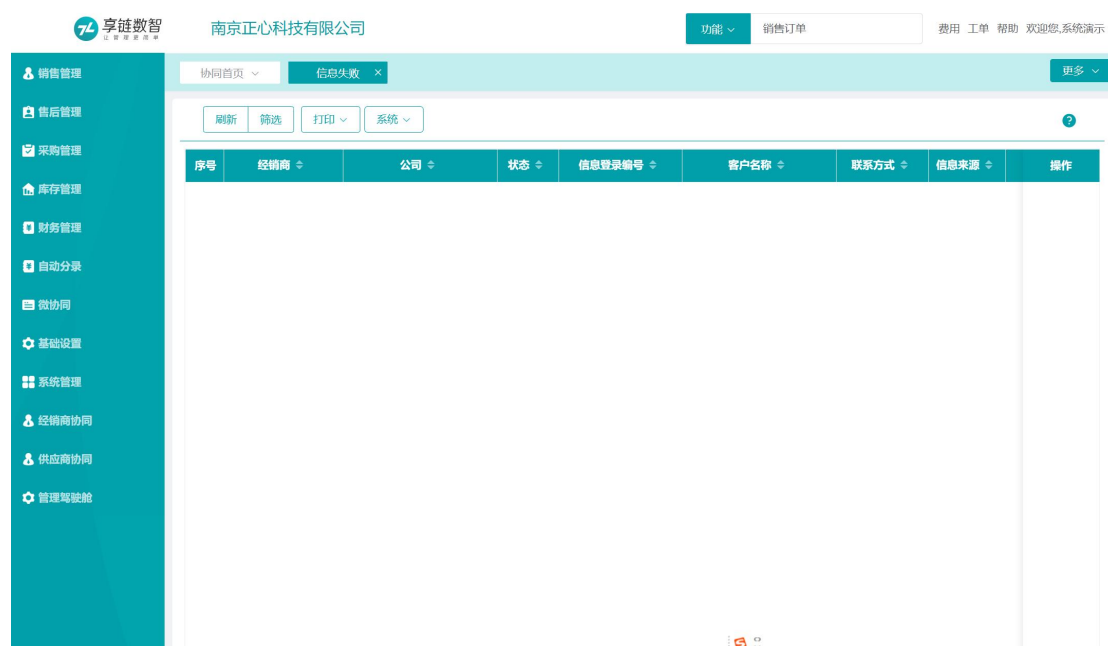 享链数智
让管理更简单
南京正心科技有限公司
功能
销售订单
费用 工单 帮助 欢迎您,系统演示
销售管理
售后管理
采购管理
库存管理
财务管理
自动分录
微协同
基础设置
系统管理
经销商协同
供应商协同
管理驾驶舱
协同首页
信息失败 ×
更多
刷新 筛选 打印 系统
序号 经销商 公司 状态 信息登录编号 客户名称 联系方式 信息来源 操作